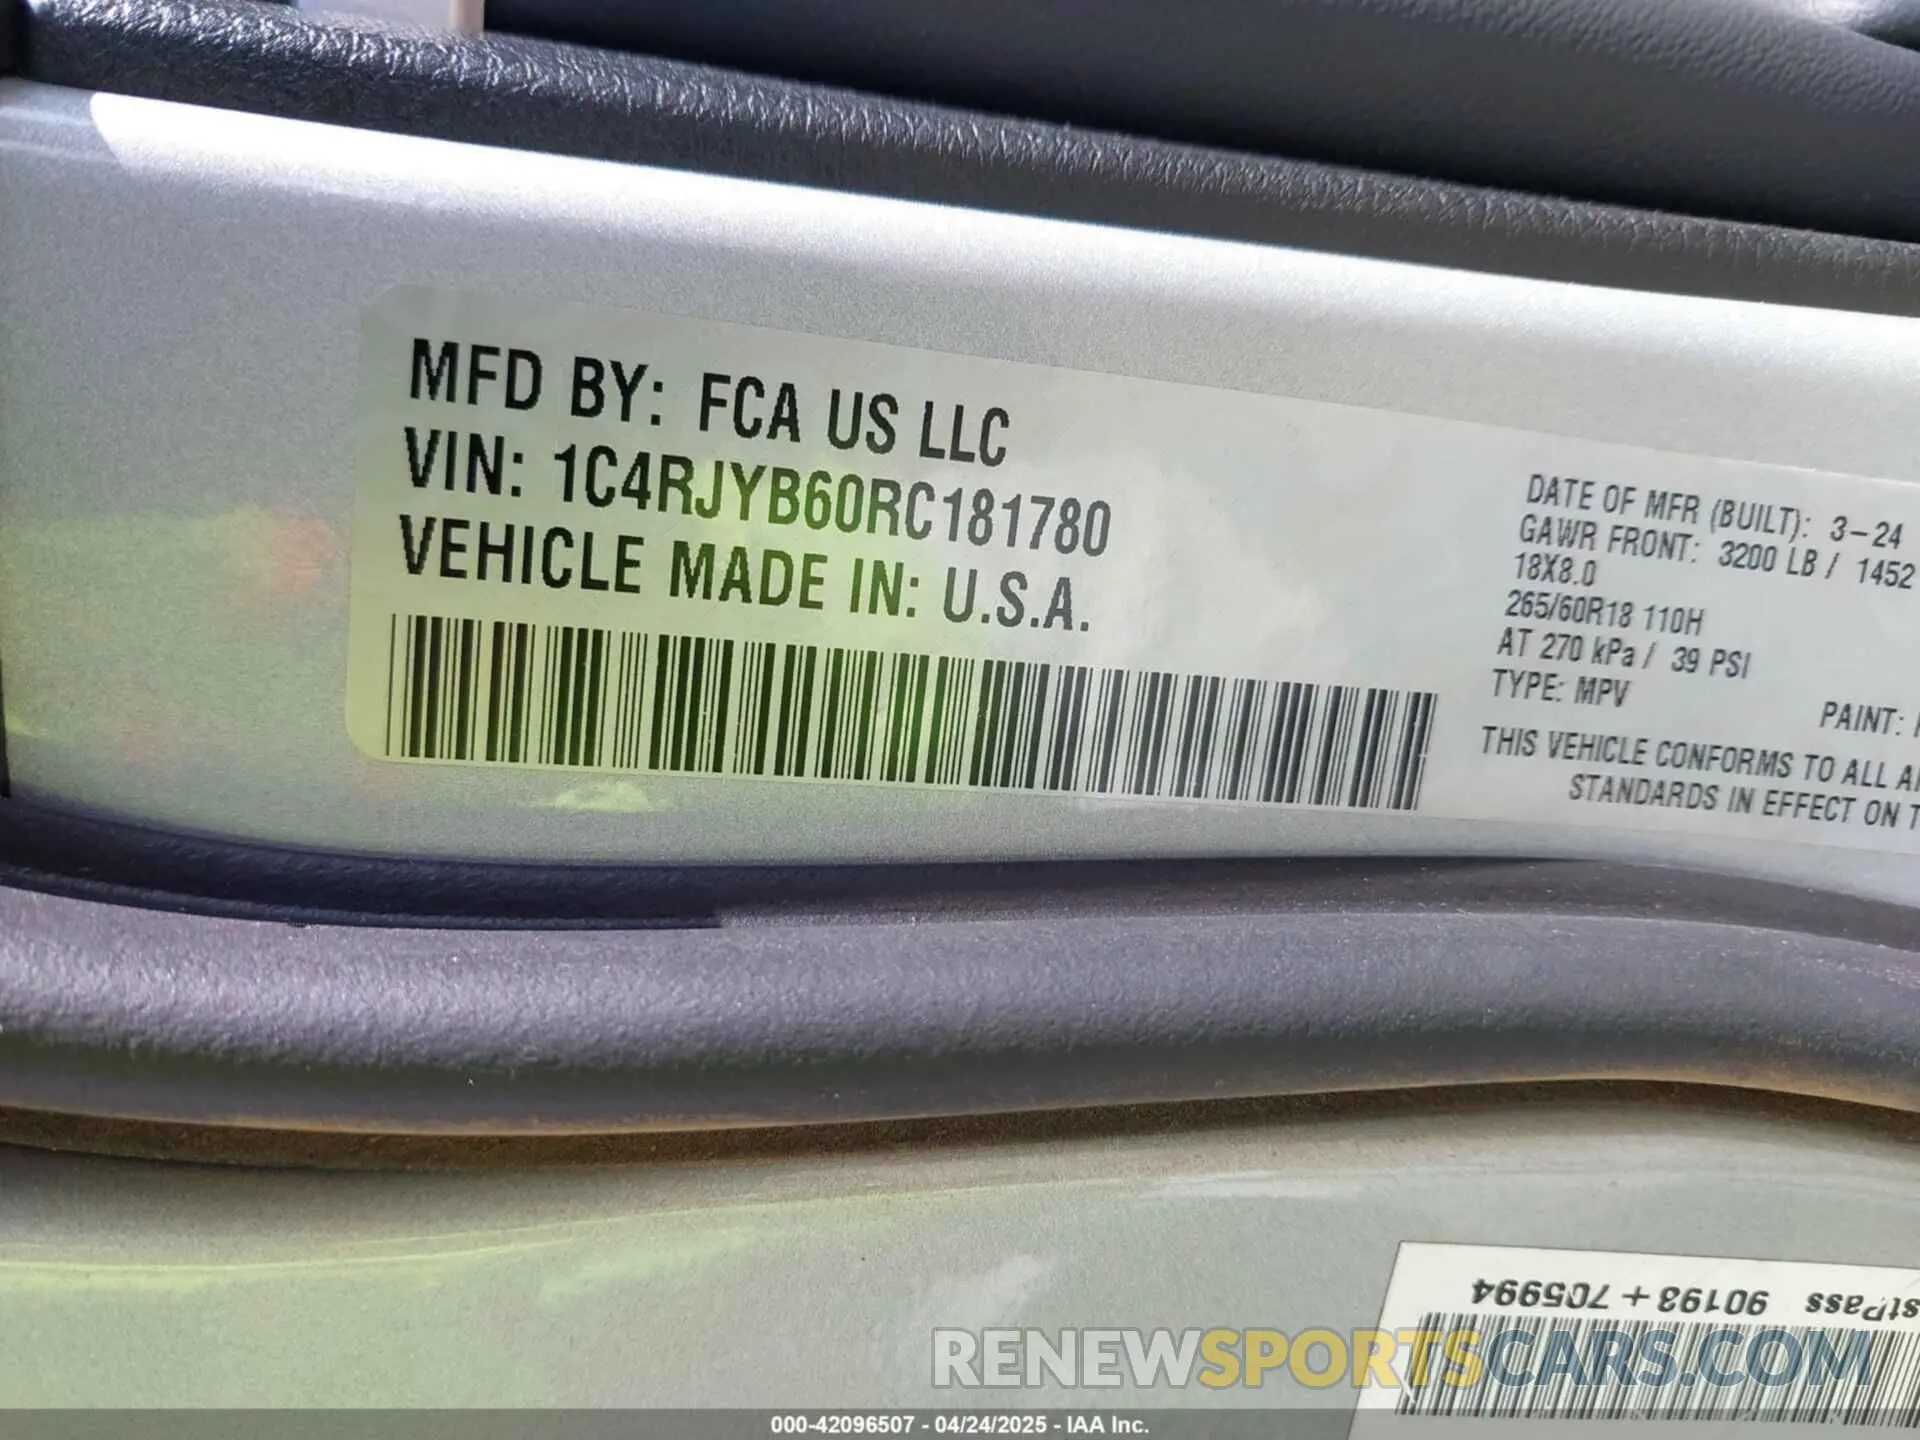 MFD BY: FCA US LLC
VIN: 1C4RJYB60RC181780
VEHICLE MADE IN: U.S.A.
DATE OF MFR (BUILT): 3-24
GAWR FRONT: 3200 LB / 1452
18X8.0
265/60R18 110H
AT 270 kPa / 39 PSI
TYPE: MPV
PAINT:
THIS VEHICLE CONFORMS TO ALL
STANDARDS IN EFFECT ON
stPass 90193 + 705994
RENEWSPORTSCARS.COM
000-42096507 - 04/24/2025 - IAA Inc.